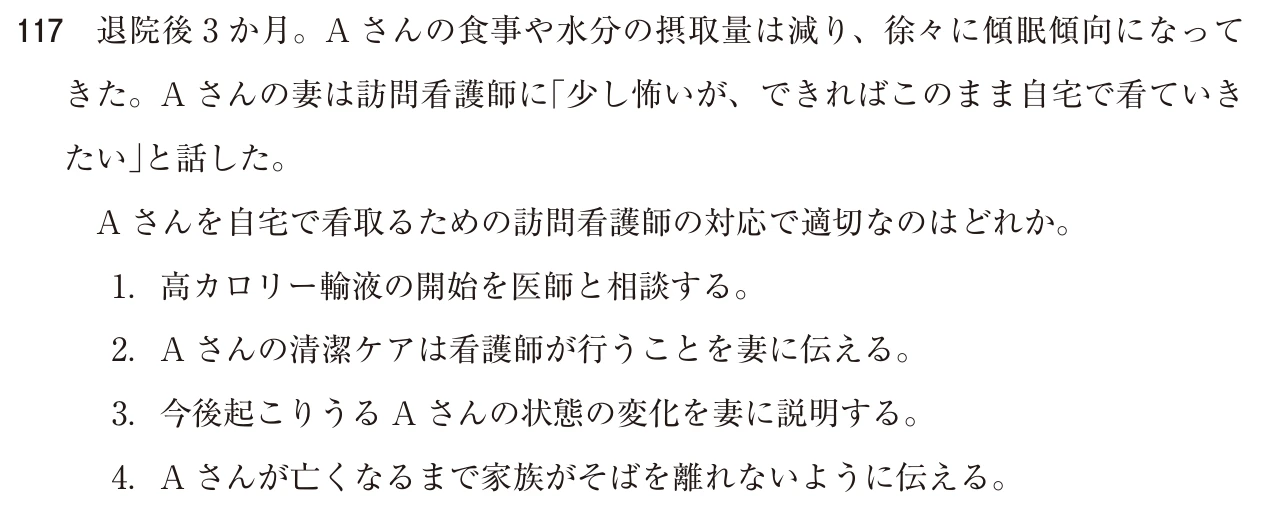 117　退院後 3 か月。A さんの食事や水分の摂取量は減り、徐々に傾眠傾向になって
きた。A さんの妻は訪問看護師に「少し怖いが、できればこのまま自宅で看ていき
たい」と話した。
A さんを自宅で看取るための訪問看護師の対応で適切なのはどれか。
1. 高カロリー輸液の開始を医師と相談する。
2. A さんの清潔ケアは看護師が行うことを妻に伝える。
3. 今後起こりうる A さんの状態の変化を妻に説明する。
4. A さんが亡くなるまで家族がそばを離れないように伝える。